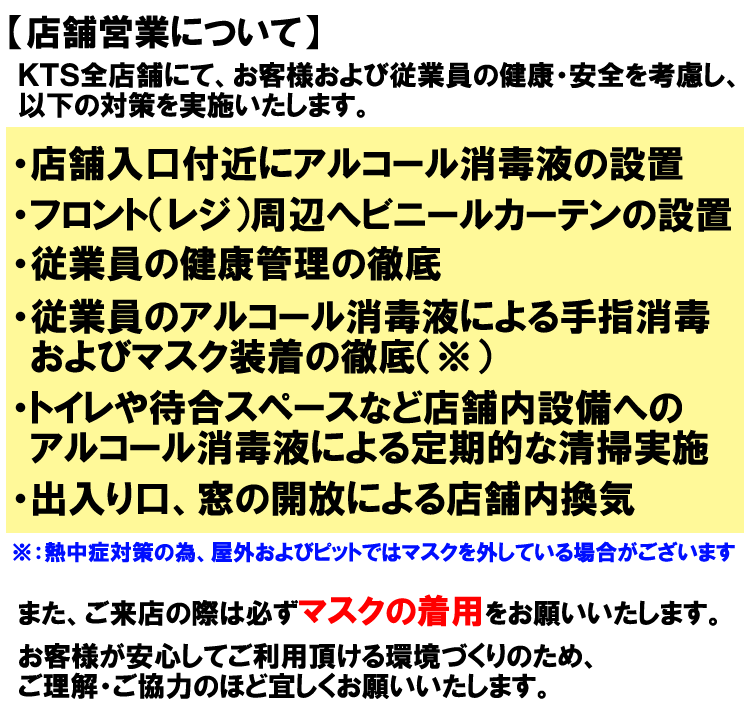 【店舗営業について】
KTS全店舗にて、お客様および従業員の健康・安全を考慮し、
以下の対策を実施いたします。
・店舗入口付近にアルコール消毒液の設置
・フロント(レジ)周辺へビニールカーテンの設置
・従業員の健康管理の徹底
・従業員のアルコール消毒液による手指消毒
およびマスク装着の徹底(※)
・トイレや待合スペースなど店舗内設備への
アルコール消毒液による定期的な清掃実施
・出入り口、窓の開放による店舗内換気
※：熱中症対策の為、屋外およびピットではマスクを外している場合がございます
また、ご来店の際は必ずマスクの着用をお願いいたします。
お客様が安心してご利用頂ける環境づくりのため、
ご理解・ご協力のほど宜しくお願いいたします。